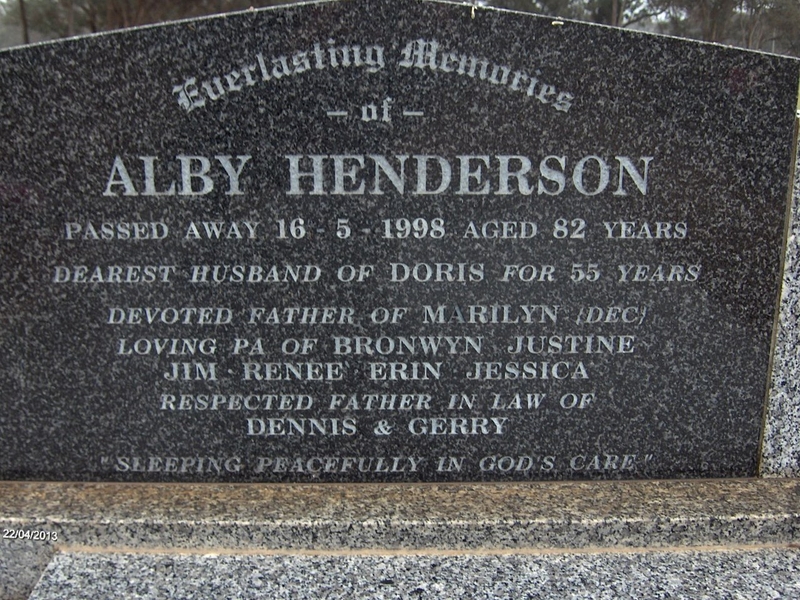 Everlasting Memories
– of –
ALBY HENDERSON
PASSED AWAY 16 - 5 - 1998 AGED 82 YEARS
DEAREST HUSBAND OF DORIS FOR 55 YEARS
DEVOTED FATHER OF MARILYN (DEC)
LOVING PA OF BRONWYN JUSTINE
JIM · RENEE ERIN JESSICA
RESPECTED FATHER IN LAW OF
DENNIS & GERRY
"SLEEPING PEACEFULLY IN GOD'S CARE"
22/04/2013